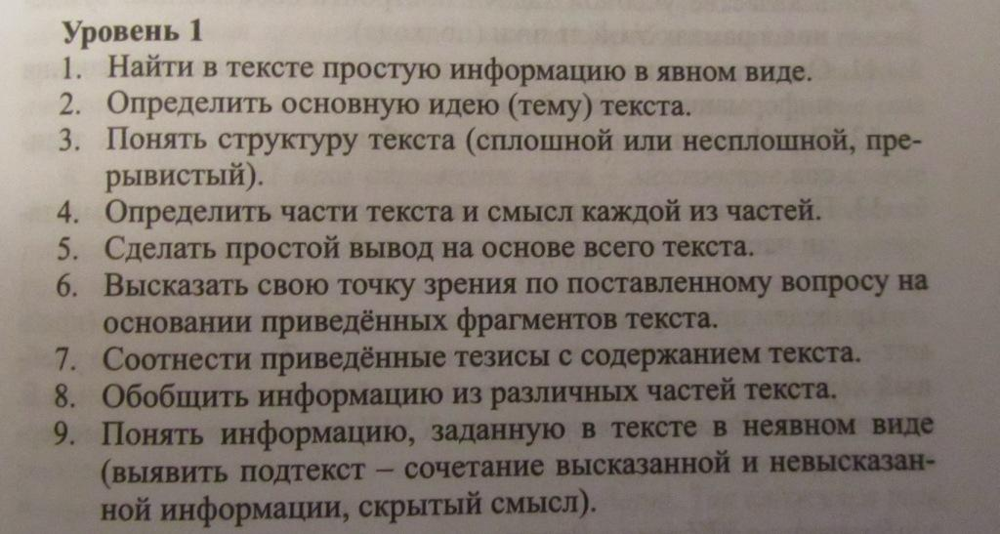 Уровень 1
1. Найти в тексте простую информацию в явном виде.
2. Определить основную идею (тему) текста.
3. Понять структуру текста (сплошной или несплошной, пре-
рывистый).
4. Определить части текста и смысл каждой из частей.
5. Сделать простой вывод на основе всего текста.
6. Высказать свою точку зрения по поставленному вопросу на
основании приведённых фрагментов текста.
7. Соотнести приведённые тезисы с содержанием текста.
8. Обобщить информацию из различных частей текста.
9. Понять информацию, заданную в тексте в неявном виде
(выявить подтекст – сочетание высказанной и невысказан-
ной информации, скрытый смысл).